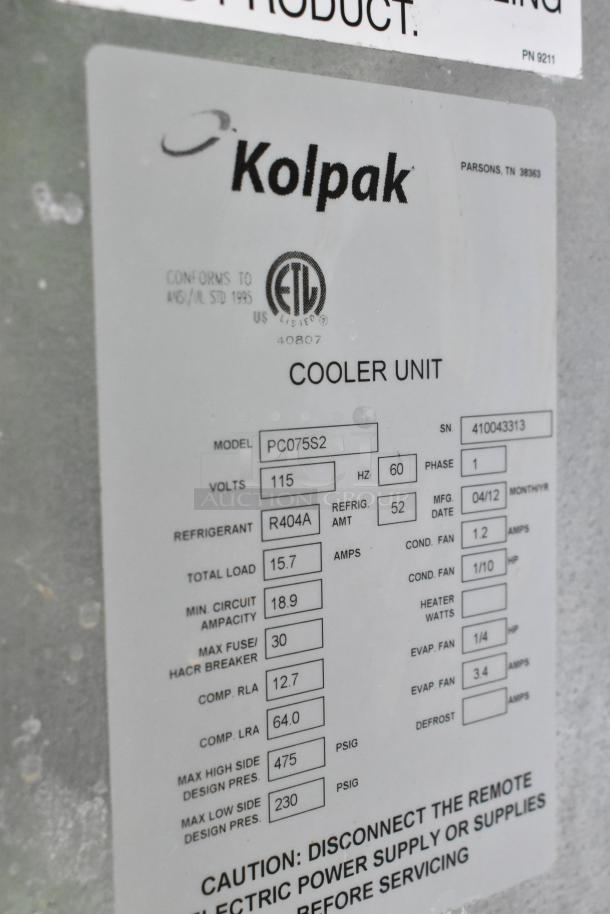 PRODUCT.
PN 9211
Kolpak
PARSONS, TN 38363
CONFORMS TO
ANSI/UL STD 1995
ETL
US LISTED
40807
COOLER UNIT
MODEL PC075S2
SN 410043313
VOLTS 115 HZ 60 PHASE 1
REFRIGERANT R404A REFRIG. AMT 52 MFG. DATE 04/12 MONTH/YR
TOTAL LOAD 15.7 AMPS
COND. FAN 1.2 AMPS
MIN. CIRCUIT AMPACITY 18.9
COND. FAN 1/10 HP
MAX FUSE/ HACR BREAKER 30
HEATER WATTS
COMP. RLA 12.7
EVAP. FAN 1/4 HP
COMP. LRA 64.0
EVAP. FAN 3.4 AMPS
MAX HIGH SIDE DESIGN PRES. 475 PSIG
DEFROST AMPS
MAX LOW SIDE DESIGN PRES. 230 PSIG
CAUTION: DISCONNECT THE REMOTE
ELECTRIC POWER SUPPLY OR SUPPLIES
BEFORE SERVICING
AUCTION GROUP